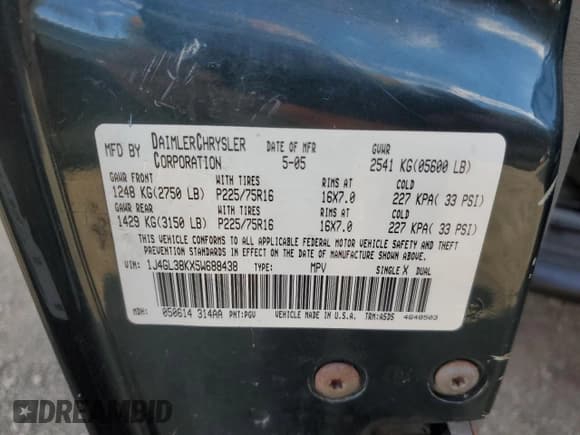 MFD BY DAIMLERCHRYSLER CORPORATION DATE OF MFR 5-05 GVWR 2541 KG(05600 LB)
GAWR FRONT WITH TIRES RIMS AT COLD
1248 KG(2750 LB) P225/75R16 16X7.0 227 KPA( 33 PSI)
GAWR REAR WITH TIRES RIMS AT COLD
1429 KG(3150 LB) P225/75R16 16X7.0 227 KPA( 33 PSI)
THIS VEHICLE CONFORMS TO ALL APPLICABLE FEDERAL MOTOR VEHICLE SAFETY AND THEFT
PREVENTION STANDARDS IN EFFECT ON THE DATE OF MANUFACTURE SHOWN ABOVE.
VIN: 1J4GL38KX5W688438 TYPE: MPV SINGLE X DUAL
MDH: 050614 314AA PNT:PGV VEHICLE MADE IN U.S.A. TRM:A5DS 4648503
DREAMBID